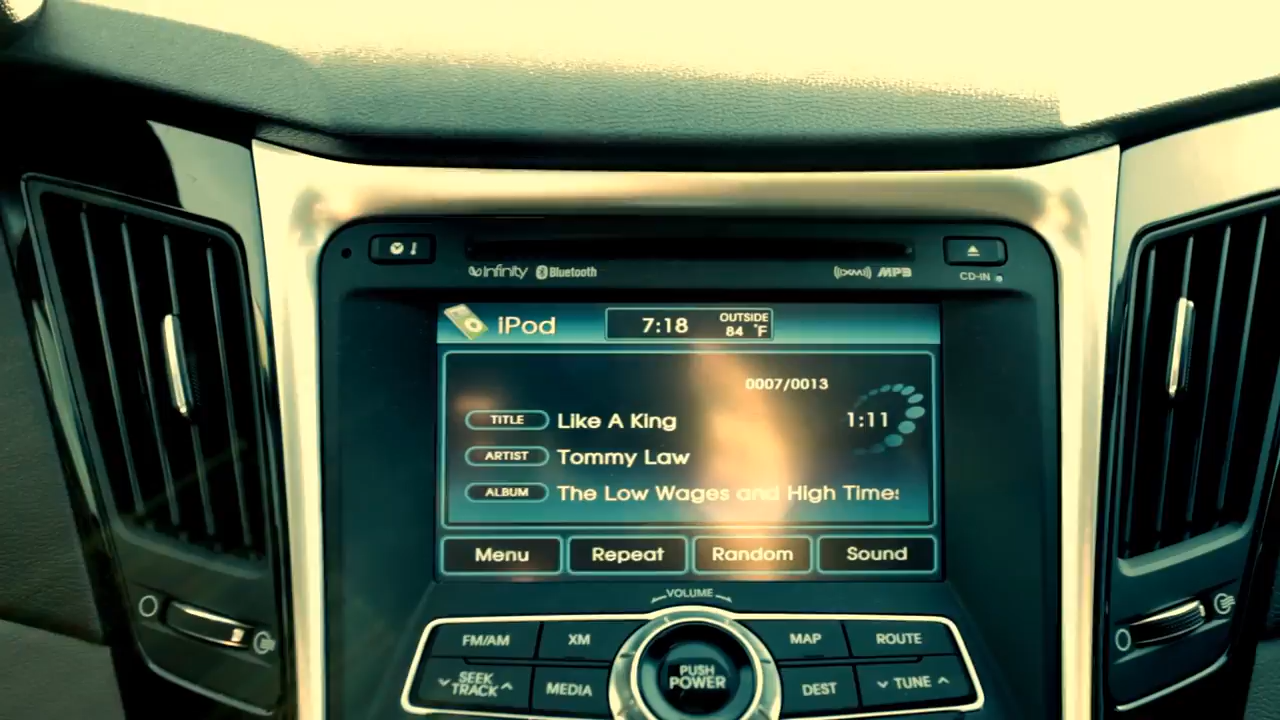 infinity Bluetooth
((XM)) MP3
CD-IN
iPod
7:18
OUTSIDE
84 °F
0007/0013
TITLE Like A King 1:11
ARTIST Tommy Law
ALBUM The Low Wages and High Times
Menu Repeat Random Sound
VOLUME
FM/AM XM MAP ROUTE
SEEK
TRACK
MEDIA
PUSH
POWER
DEST
TUNE